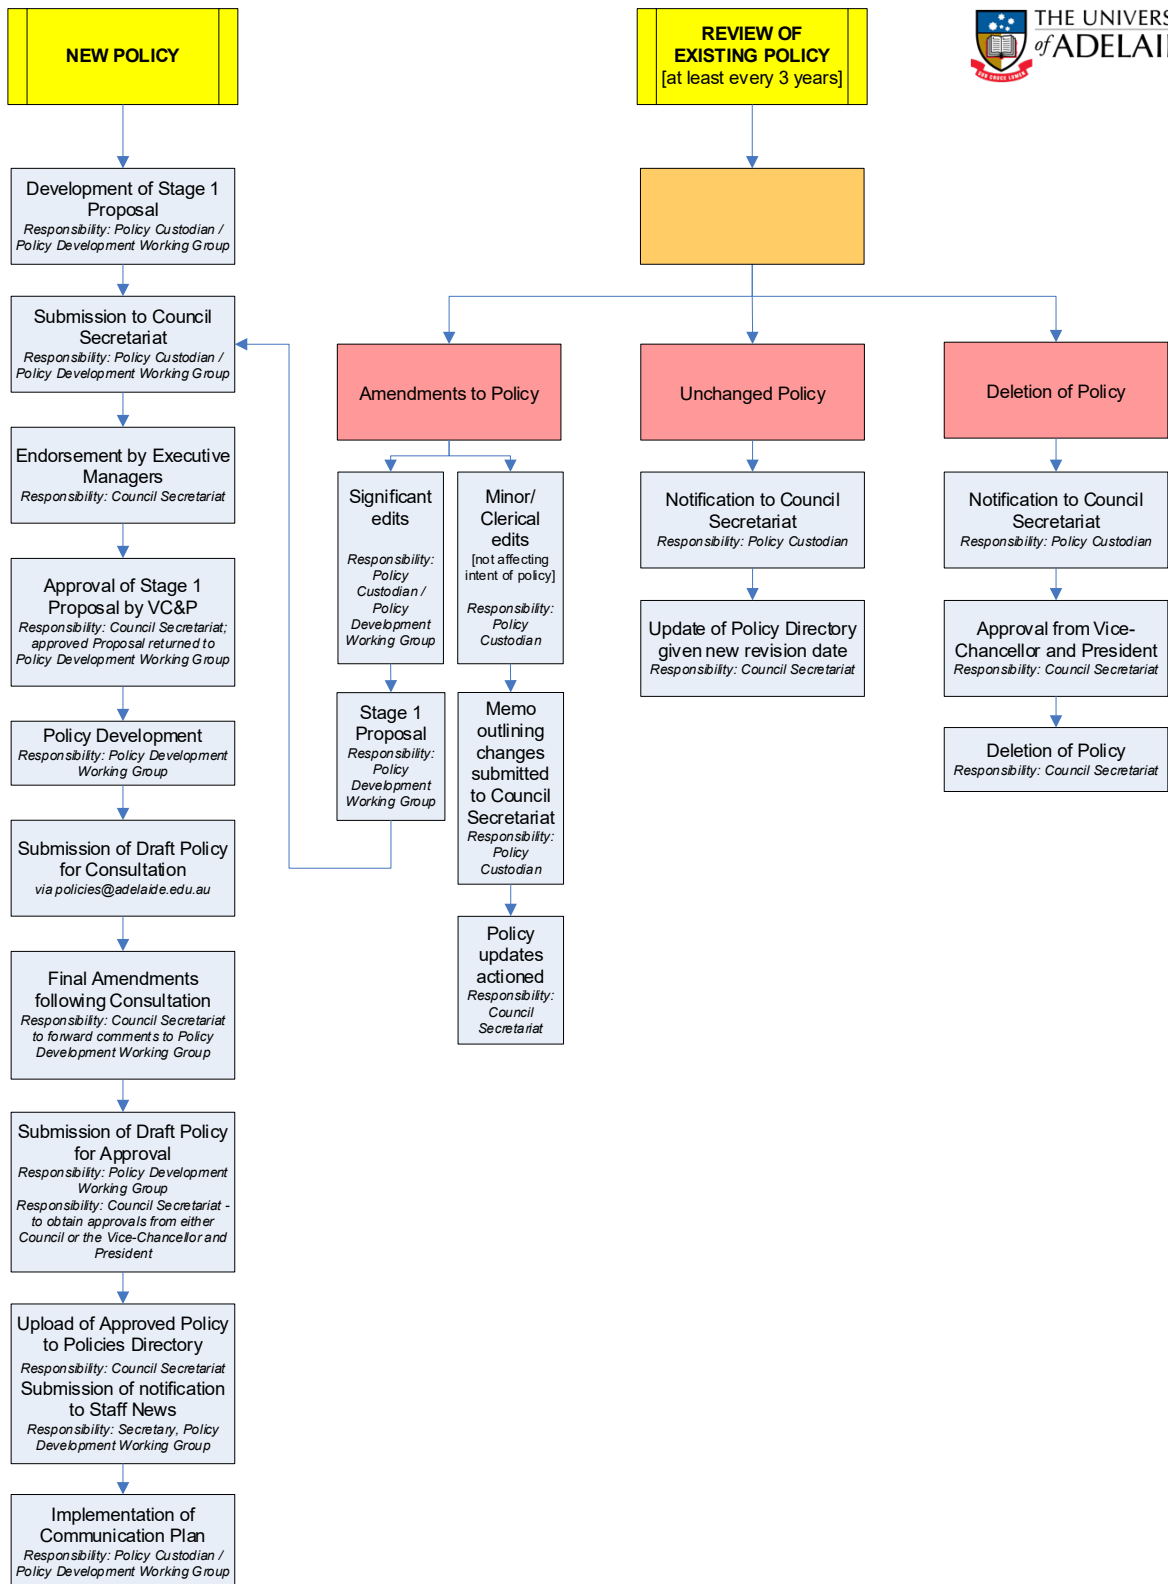 NEW POLICY
Development of Stage 1
Proposal
Responsibility: Policy Custodian /
Policy Development Working Group
Submission to Council
Secretariat
Responsibility: Policy Custodian /
Policy Development Working Group
Endorsement by Executive
Managers
Responsibility: Council Secretariat
Approval of Stage 1
Proposal by VC&P
Responsibility: Council Secretariat;
approved Proposal returned to
Policy Development Working Group
Policy Development
Responsibility: Policy Development
Working Group
Submission of Draft Policy
for Consultation
via policies@adelaide.edu.au
Final Amendments
following Consultation
Responsibility: Council Secretariat
to forward comments to Policy
Development Working Group
Submission of Draft Policy
for Approval
Responsibility: Policy Development
Working Group
Responsibility: Council Secretariat -
to obtain approvals from either
Council or the Vice-Chancellor and
President
Upload of Approved Policy
to Policies Directory
Responsibility: Council Secretariat
Submission of notification
to Staff News
Responsibility: Secretary, Policy
Development Working Group
Implementation of
Communication Plan
Responsibility: Policy Custodian /
Policy Development Working Group
REVIEW OF
EXISTING POLICY
[at least every 3 years]
Amendments to Policy
Significant
edits
Responsibility:
Policy
Custodian /
Policy
Development
Working Group
Stage 1
Proposal
Responsibility:
Policy
Development
Working Group
Minor/
Clerical
edits
[not affecting
intent of policy]
Responsibility:
Policy
Custodian
Memo
outlining
changes
submitted
to Council
Secretariat
Responsibility:
Policy
Custodian
Policy
updates
actioned
Responsibility:
Council
Secretariat
Unchanged Policy
Notification to Council
Secretariat
Responsibility: Policy Custodian
Update of Policy Directory
given new revision date
Responsibility: Council Secretariat
Deletion of Policy
Notification to Council
Secretariat
Responsibility: Policy Custodian
Approval from Vice-
Chancellor and President
Responsibility: Council Secretariat
Deletion of Policy
Responsibility: Council Secretariat
THE UNIVERS
of ADELAI
SUB CRUCE LUMEN